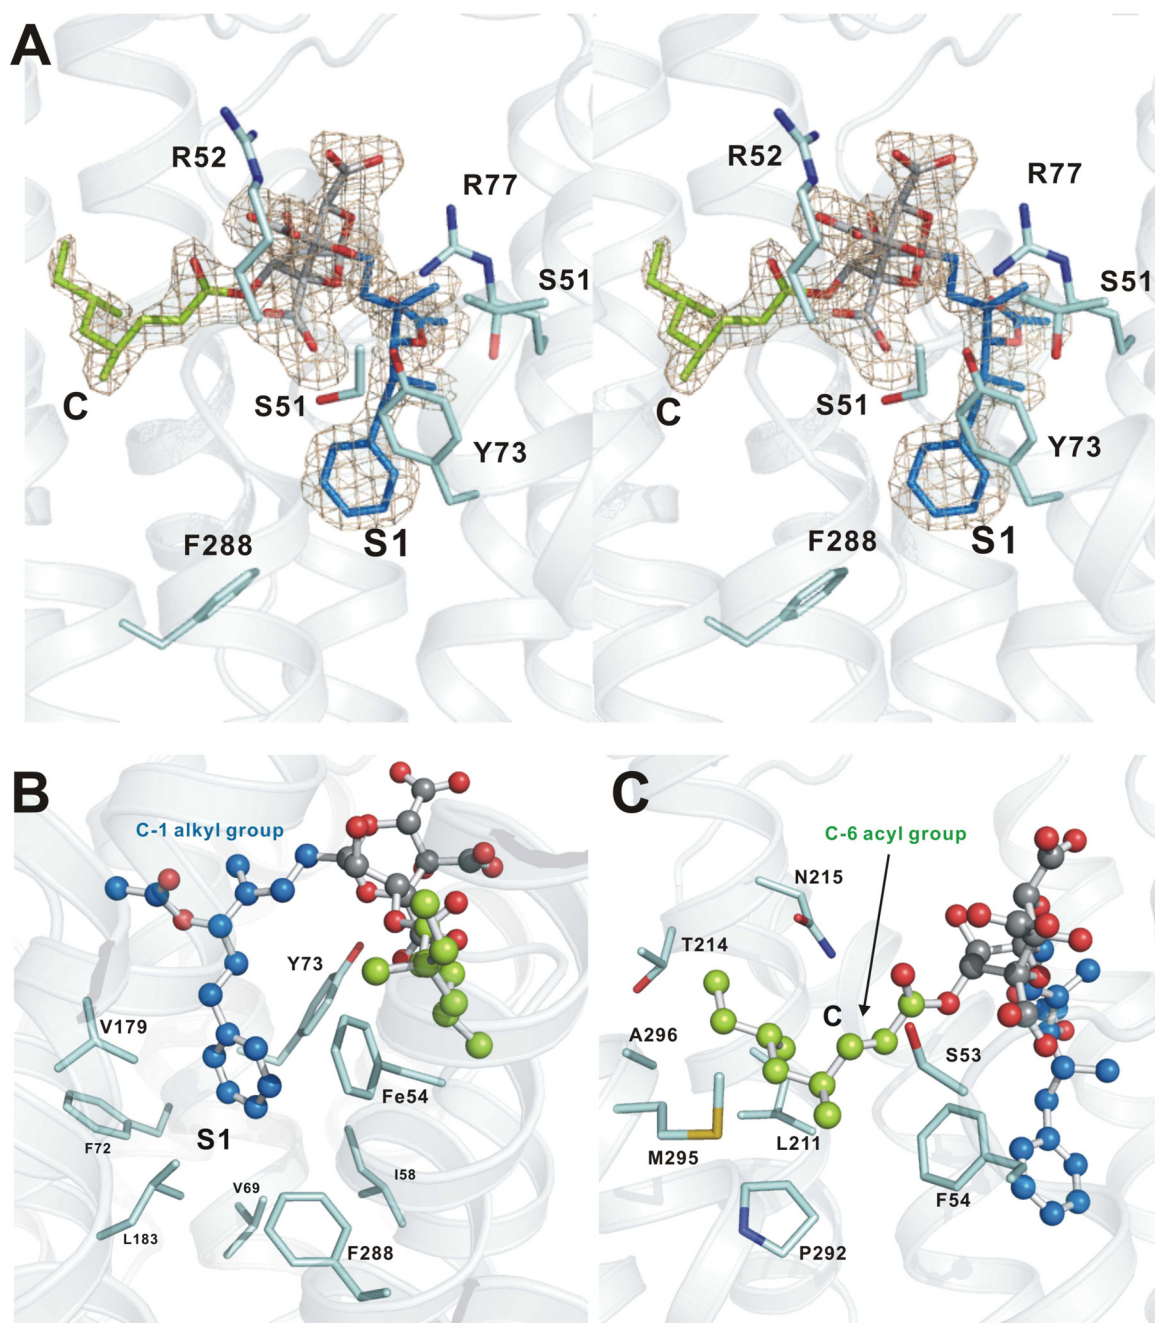 A
R52
R77
S51
C
S51
Y73
F288
S1
R52
R77
S51
C
S51
Y73
F288
S1
B
C-1 alkyl group
Y73
V179
Fe54
F72
S1
I58
V69
L183
F288
C
C-6 acyl group
N215
T214
C
A296
S53
M295
L211
F54
P292